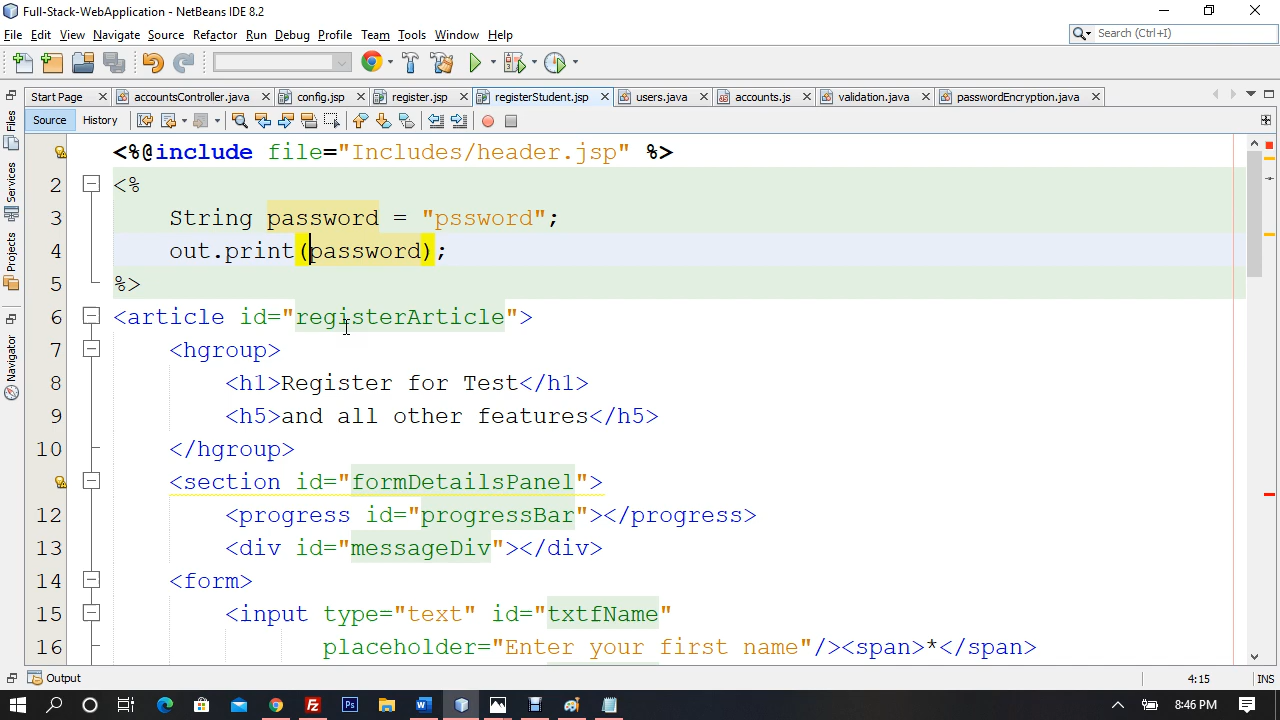 Full-Stack-WebApplication - NetBeans IDE 8.2
File Edit View Navigate Source Refactor Run Debug Profile Team Tools Window Help
Search (Ctrl+I)
Start Page accountsController.java config.jsp register.jsp registerStudent.jsp users.java accounts.js validation.java passwordEncryption.java
Source History
Files
Services
Projects
Navigator
<%@include file="Includes/header.jsp" %>
2 <%
3 String password = "pssword";
4 out.print(password);
5 %>
6 <article id="registerArticle">
7 <hgroup>
8 <h1>Register for Test</h1>
9 <h5>and all other features</h5>
10 </hgroup>
<section id="formDetailsPanel">
12 <progress id="progressBar"></progress>
13 <div id="messageDiv"></div>
14 <form>
15 <input type="text" id="txtfName"
16 placeholder="Enter your first name"/><span>*</span>
Output
4:15 INS
8:46 PM